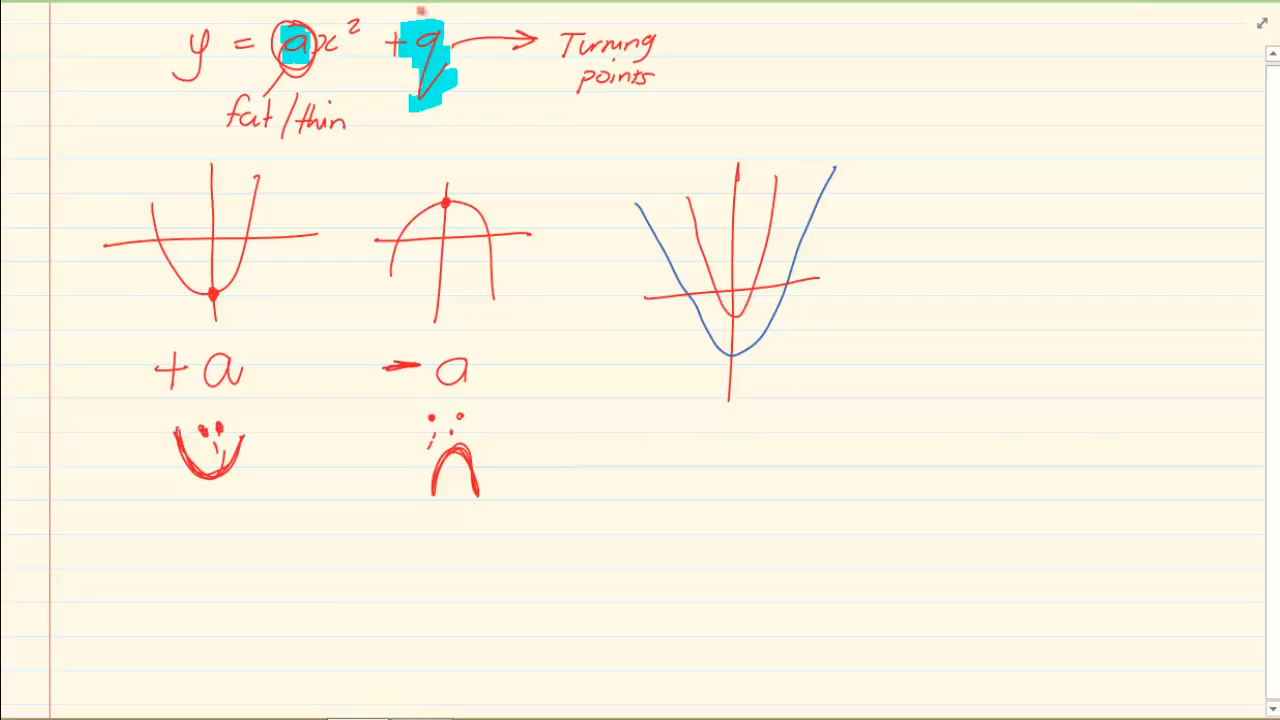 y = ax² + q → Turning
points
fat/thin
+ a
- a